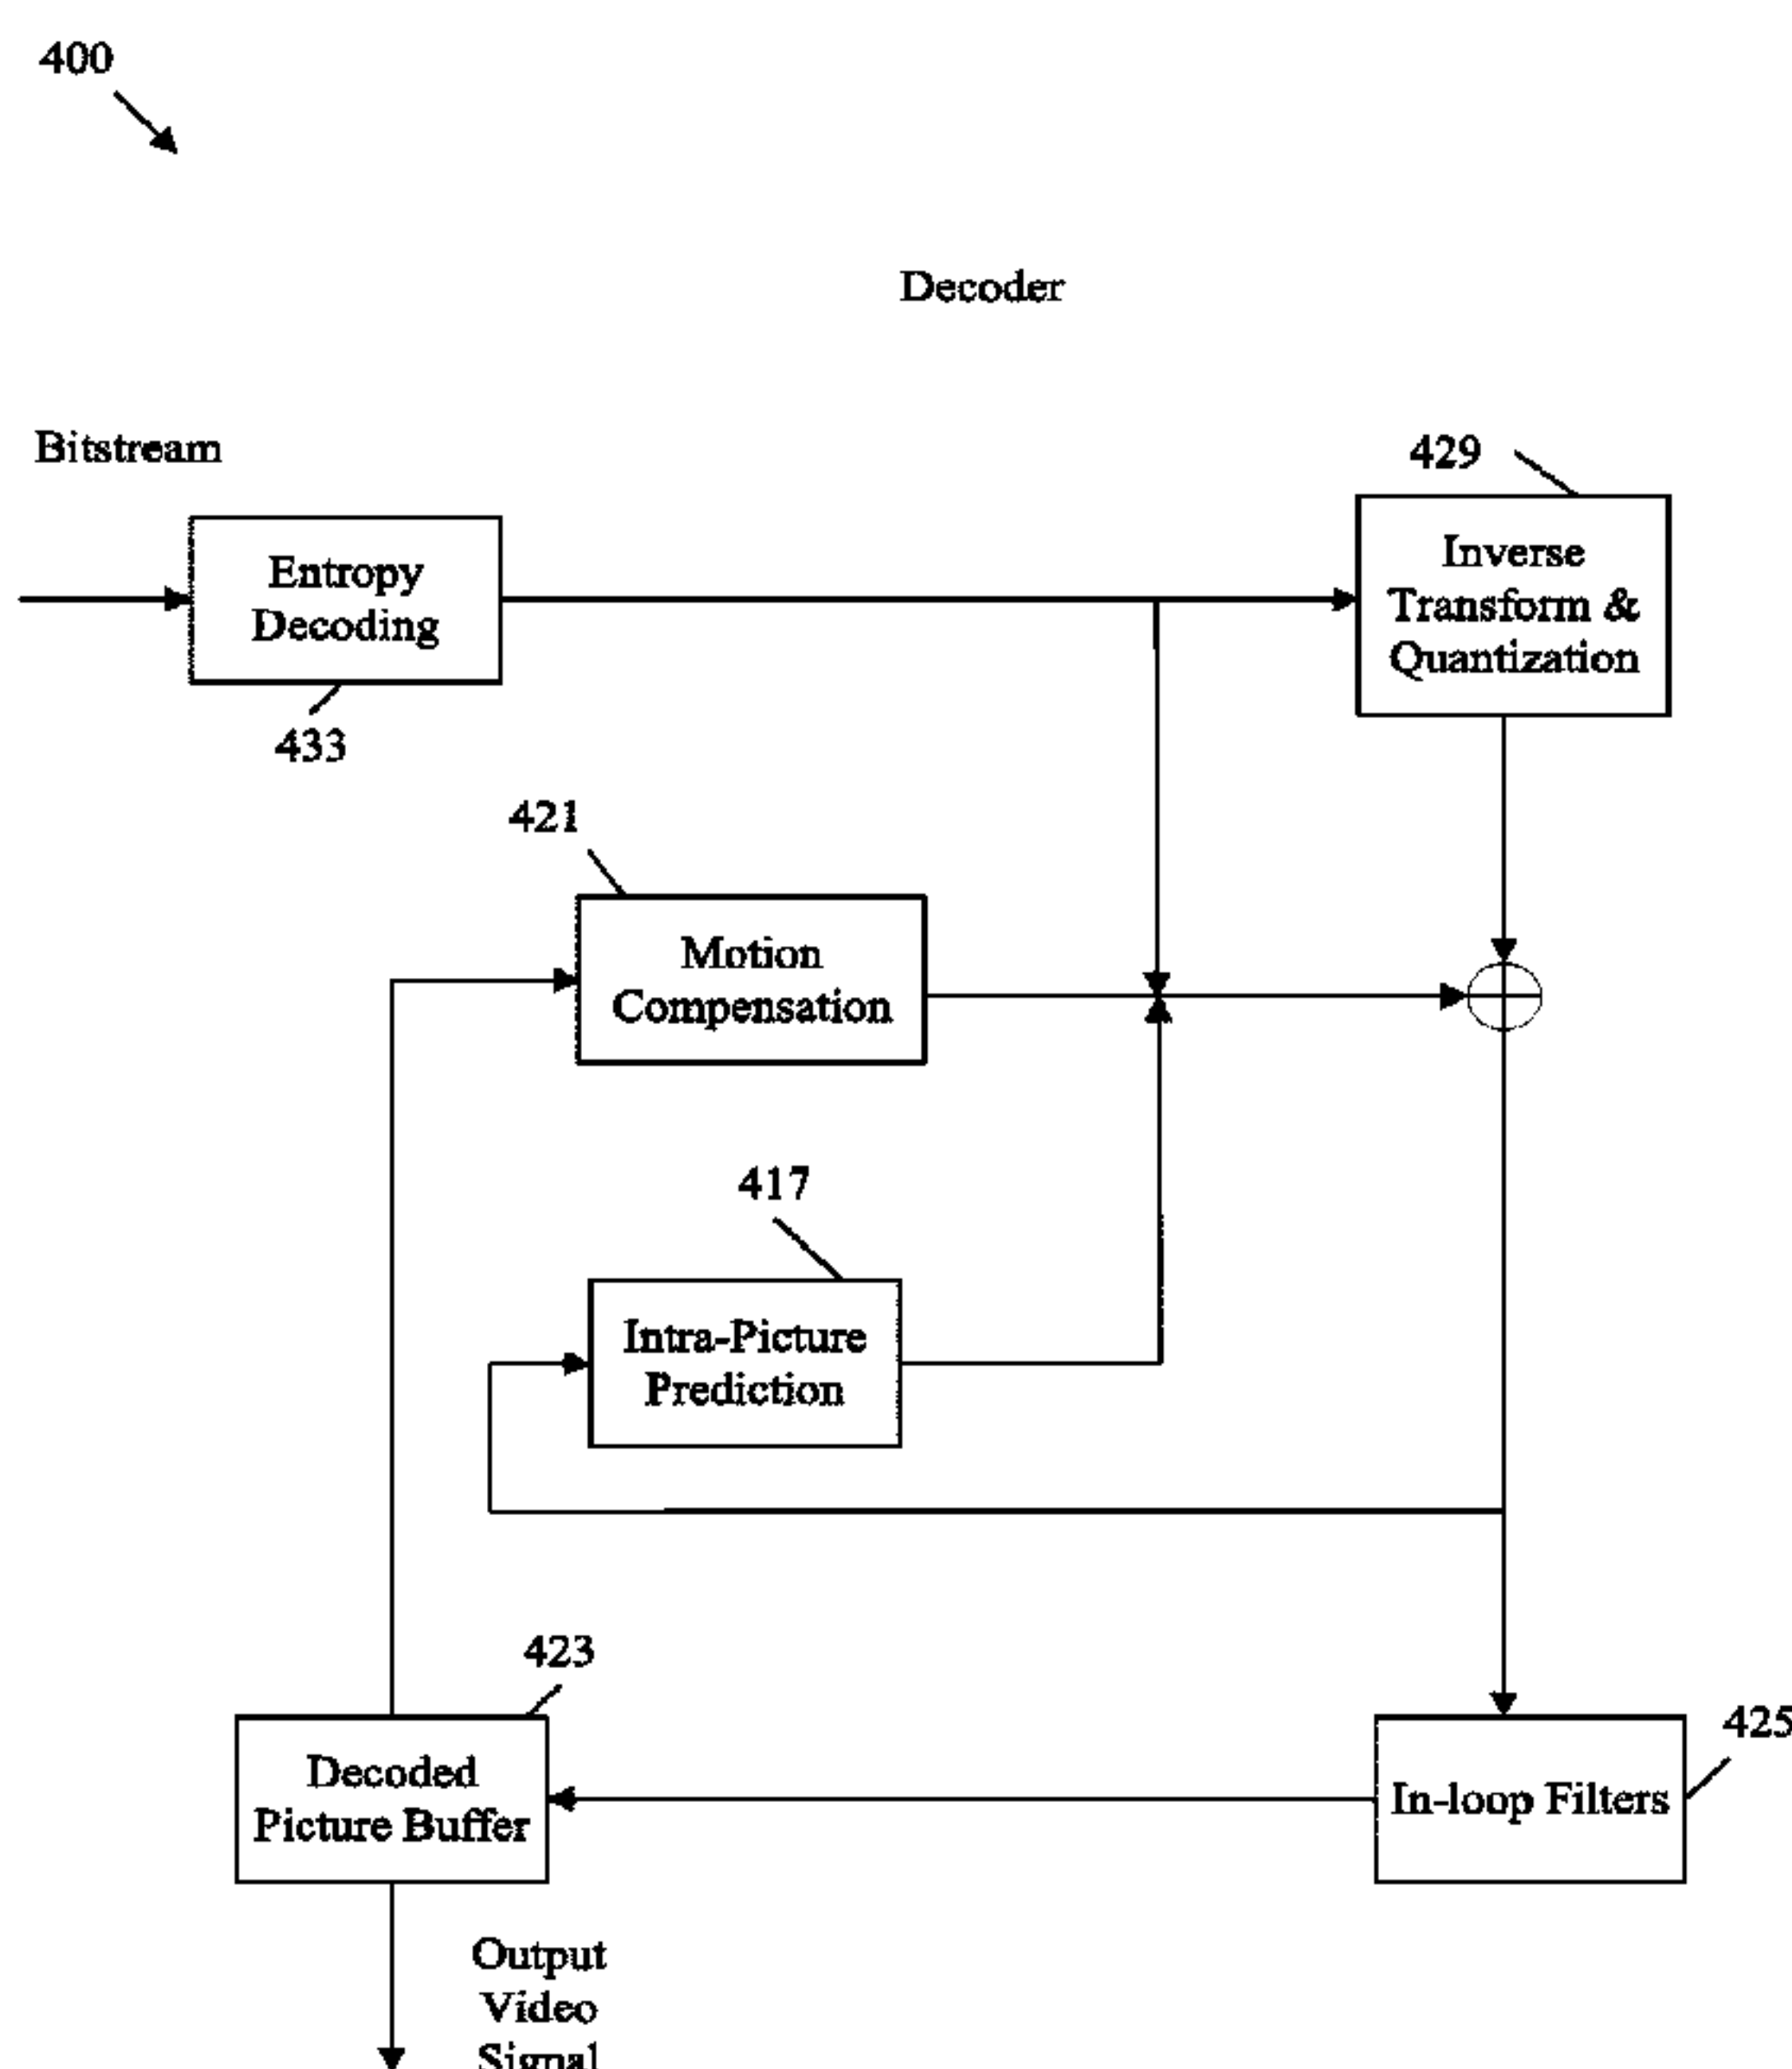 400
Decoder
Bitstream
429
Entropy
Decoding
Inverse
Transform &
Quantization
433
421
Motion
Compensation
417
Intra-Picture
Prediction
423
425
Decoded
Picture Buffer
In-loop Filters
Output
Video
Signal